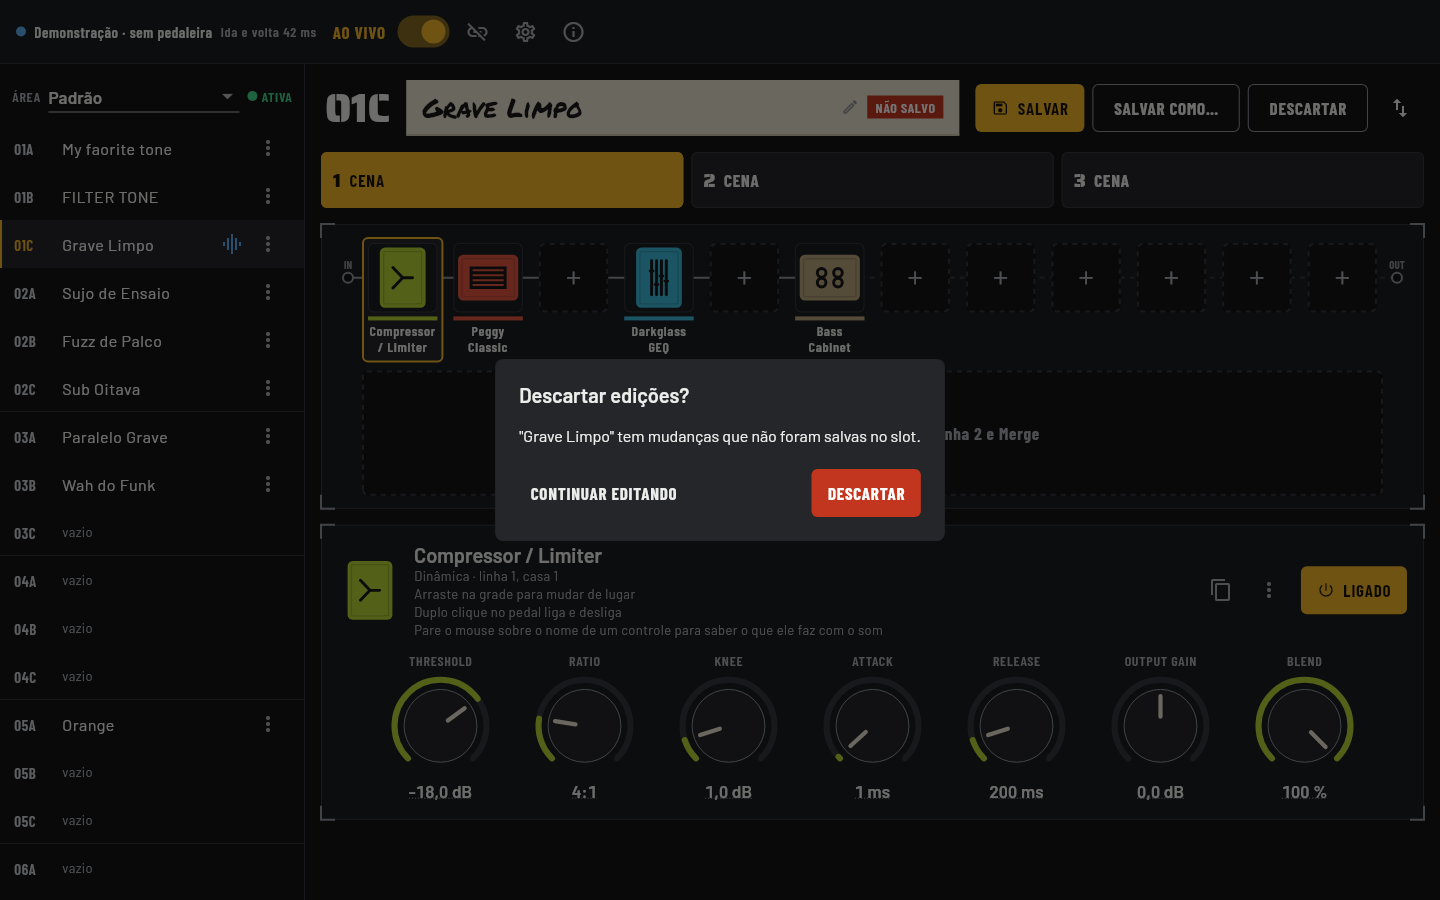 Demonstração · sem pedaleira Ida e volta 42 ms AO VIVO
ÁREA Padrão ATIVA
01A My faorite tone
01B FILTER TONE
01C Grave Limpo
02A Sujo de Ensaio
02B Fuzz de Palco
02C Sub Oitava
03A Paralelo Grave
03B Wah do Funk
03C vazio
04A vazio
04B vazio
04C vazio
05A Orange
05B vazio
05C vazio
06A vazio
01C Grave Limpo NÃO SALVO SALVAR SALVAR COMO... DESCARTAR
1 CENA 2 CENA 3 CENA
IN
88
OUT
Compressor
/ Limiter
Peggy
Classic
Darkglass
GEQ
Bass
Cabinet
2 e Merge
Descartar edições?
"Grave Limpo" tem mudanças que não foram salvas no slot.
CONTINUAR EDITANDO DESCARTAR
Compressor / Limiter
Dinâmica · linha 1, casa 1
Arraste na grade para mudar de lugar
Duplo clique no pedal liga e desliga
Pare o mouse sobre o nome de um controle para saber o que ele faz com o som
LIGADO
THRESHOLD RATIO KNEE ATTACK RELEASE OUTPUT GAIN BLEND
-18,0 dB 4:1 1,0 dB 1 ms 200 ms 0,0 dB 100 %